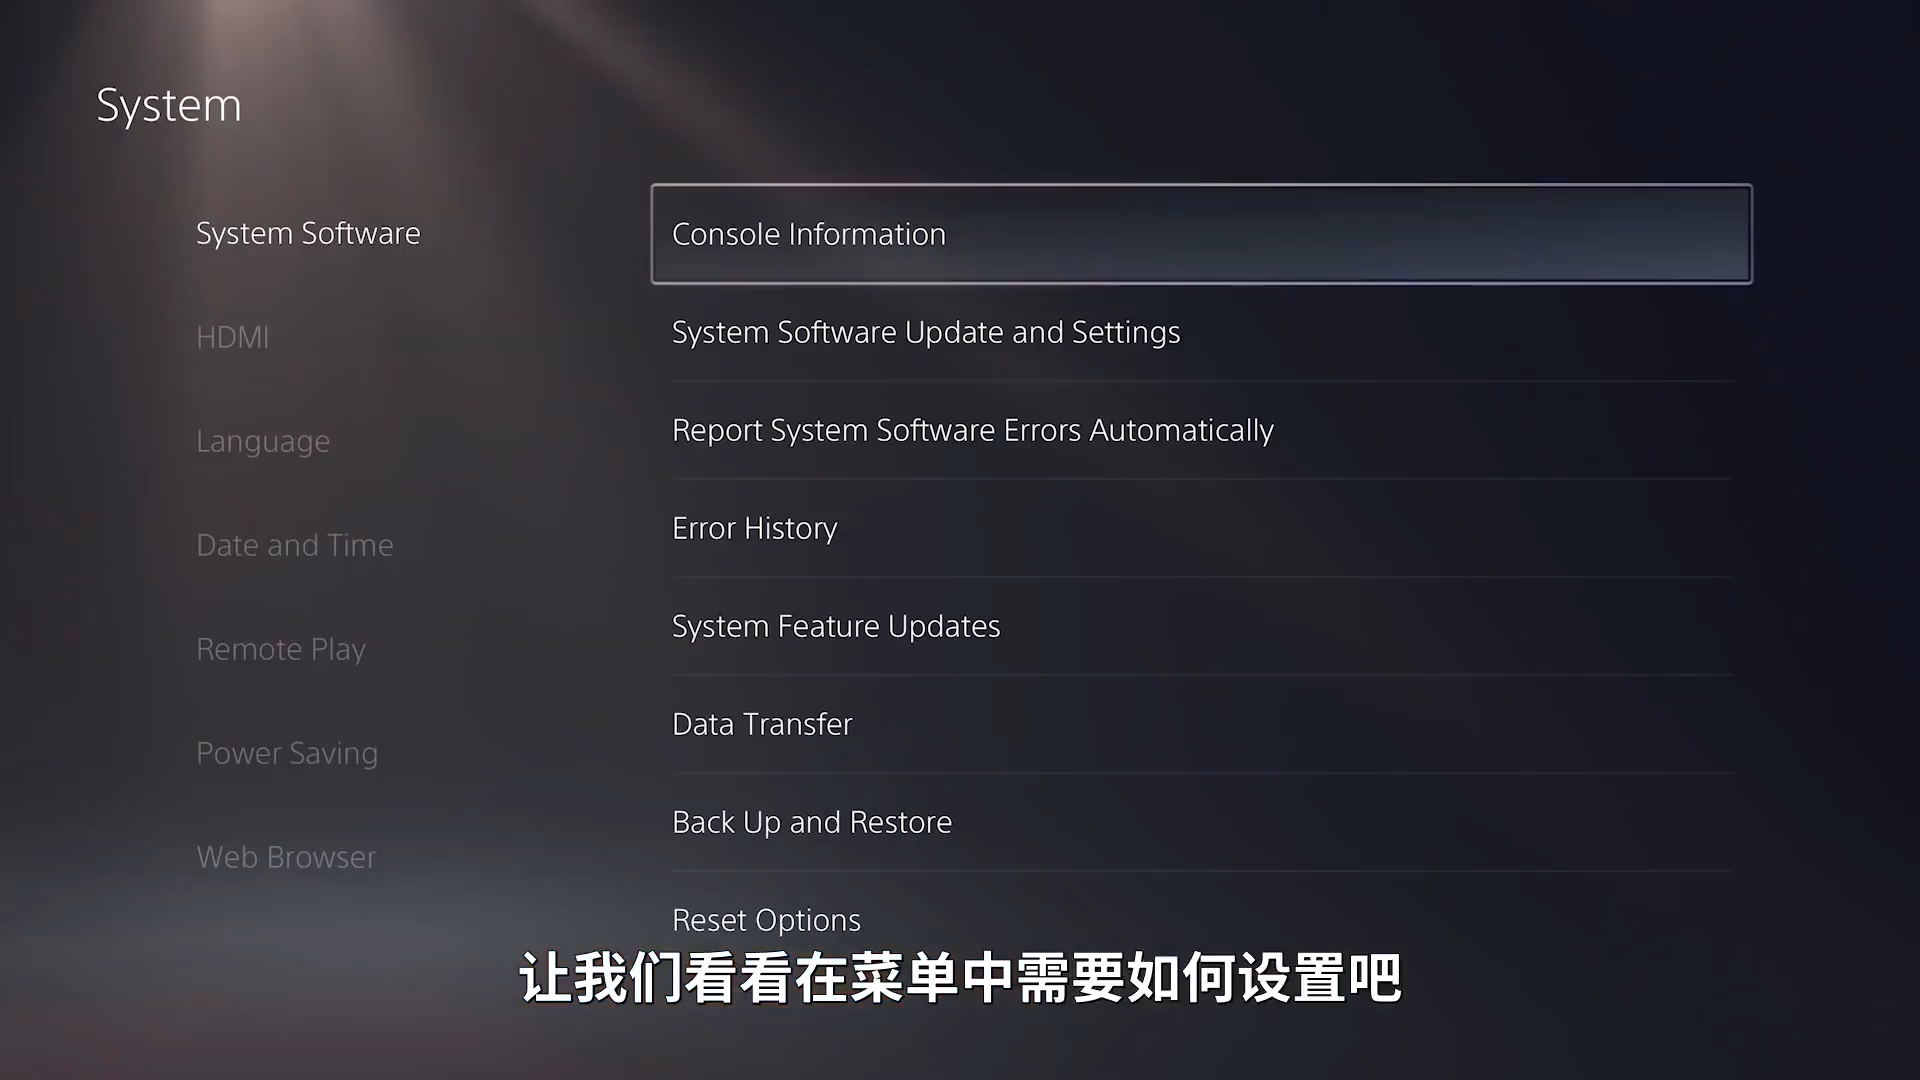 System
System Software
HDMI
Language
Date and Time
Remote Play
Power Saving
Web Browser
Console Information
System Software Update and Settings
Report System Software Errors Automatically
Error History
System Feature Updates
Data Transfer
Back Up and Restore
Reset Options
让我们看看在菜单中需要如何设置吧